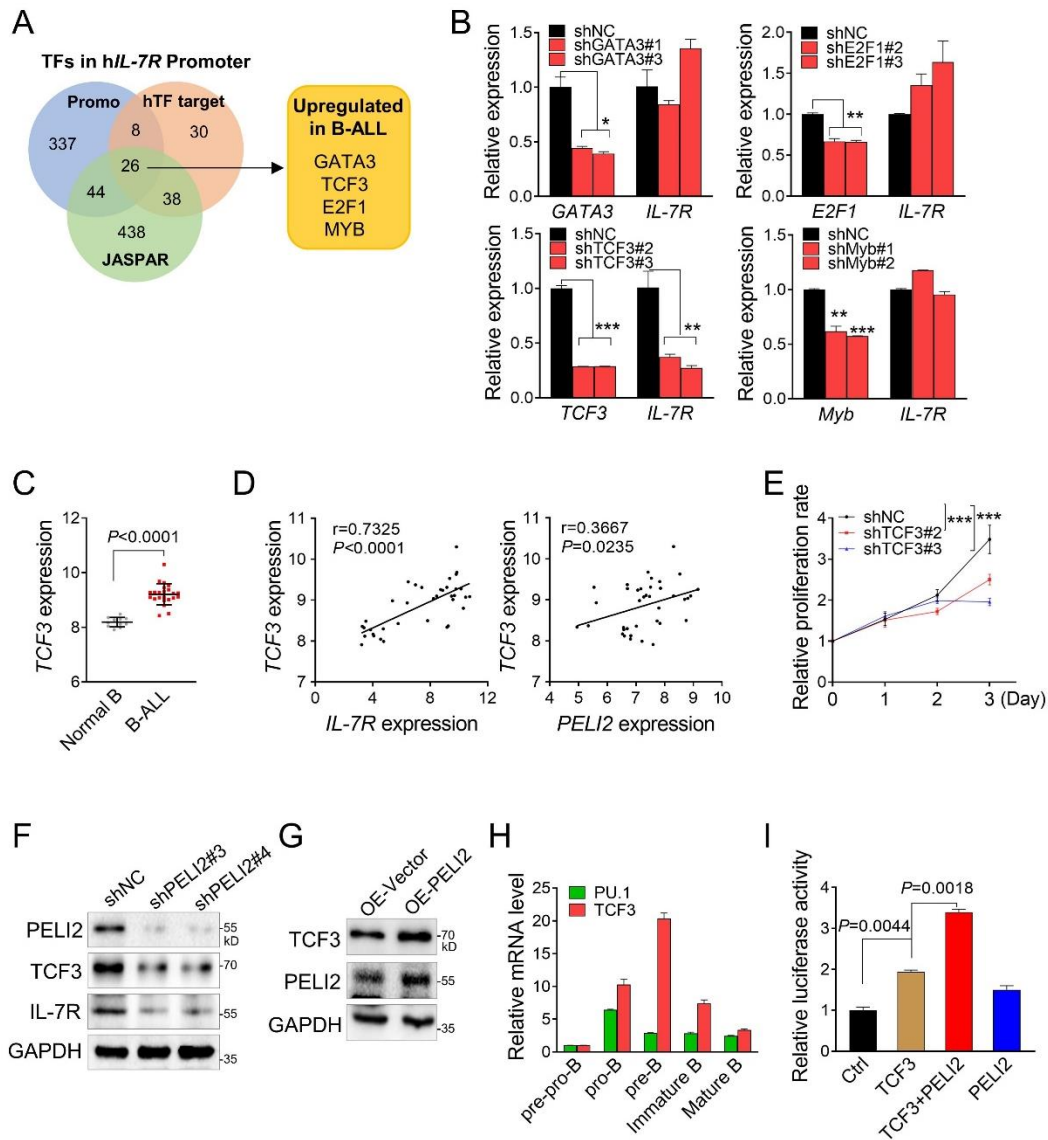 A
TFs in hIL-7R Promoter
Promo
hTF target
337
8
30
26
44
38
438
JASPAR
Upregulated
in B-ALL
GATA3
TCF3
E2F1
MYB
B
Relative expression
1.5
1.0
0.5
0.0
shNC
shGATA3#1
shGATA3#3
*
GATA3
IL-7R
Relative expression
2.0
1.5
1.0
0.5
0.0
shNC
shE2F1#2
shE2F1#3
**
E2F1
IL-7R
Relative expression
1.5
1.0
0.5
0.0
shNC
shTCF3#2
shTCF3#3
***
**
TCF3
IL-7R
Relative expression
1.5
1.0
0.5
0.0
shNC
shMyb#1
shMyb#2
**
***
Myb
IL-7R
C
TCF3 expression
12
10
8
6
P<0.0001
Normal B
B-ALL
D
TCF3 expression
11
10
9
8
7
r=0.7325
P<0.0001
0
4
8
12
IL-7R expression
TCF3 expression
11
10
9
8
7
r=0.3667
P=0.0235
4
5
6
7
8
9
10
PELI2 expression
E
Relative proliferation rate
4
3
2
1
0
shNC
shTCF3#2
shTCF3#3
***
***
0
1
2
3 (Day)
F
shNC
shPELI2#3
shPELI2#4
PELI2
-55
kD
TCF3
-70
IL-7R
-55
GAPDH
-35
G
OE-Vector
OE-PELI2
TCF3
-70
kD
PELI2
-55
GAPDH
-35
H
Relative mRNA level
25
20
15
10
5
0
PU.1
TCF3
pre-pro-B
pro-B
pre-B
Immature B
Mature B
I
Relative luciferase activity
4
3
2
1
0
P=0.0044
P=0.0018
Ctrl
TCF3
TCF3+PELI2
PELI2